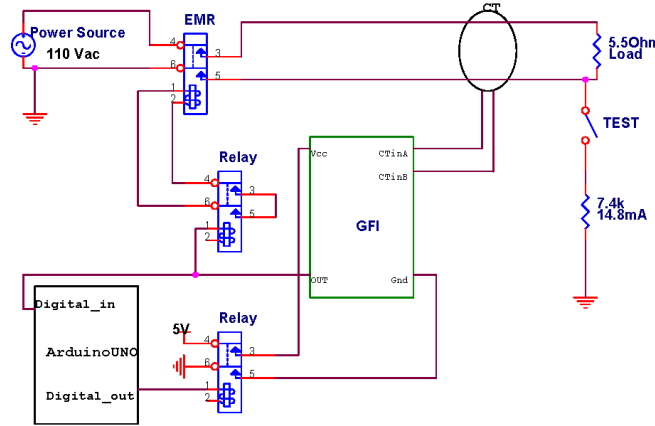 CT
EMR
Power Source
110 Vac
4
3
6
5
1
2
5.5Ohm
Load
TEST
7.4k
14.8mA
Relay
4
3
6
5
1
2
Vcc
CTinA
CTinB
GFI
OUT
Gnd
Digital_in
ArduinoUNO
Digital_out
Relay
5V
4
3
6
5
1
2